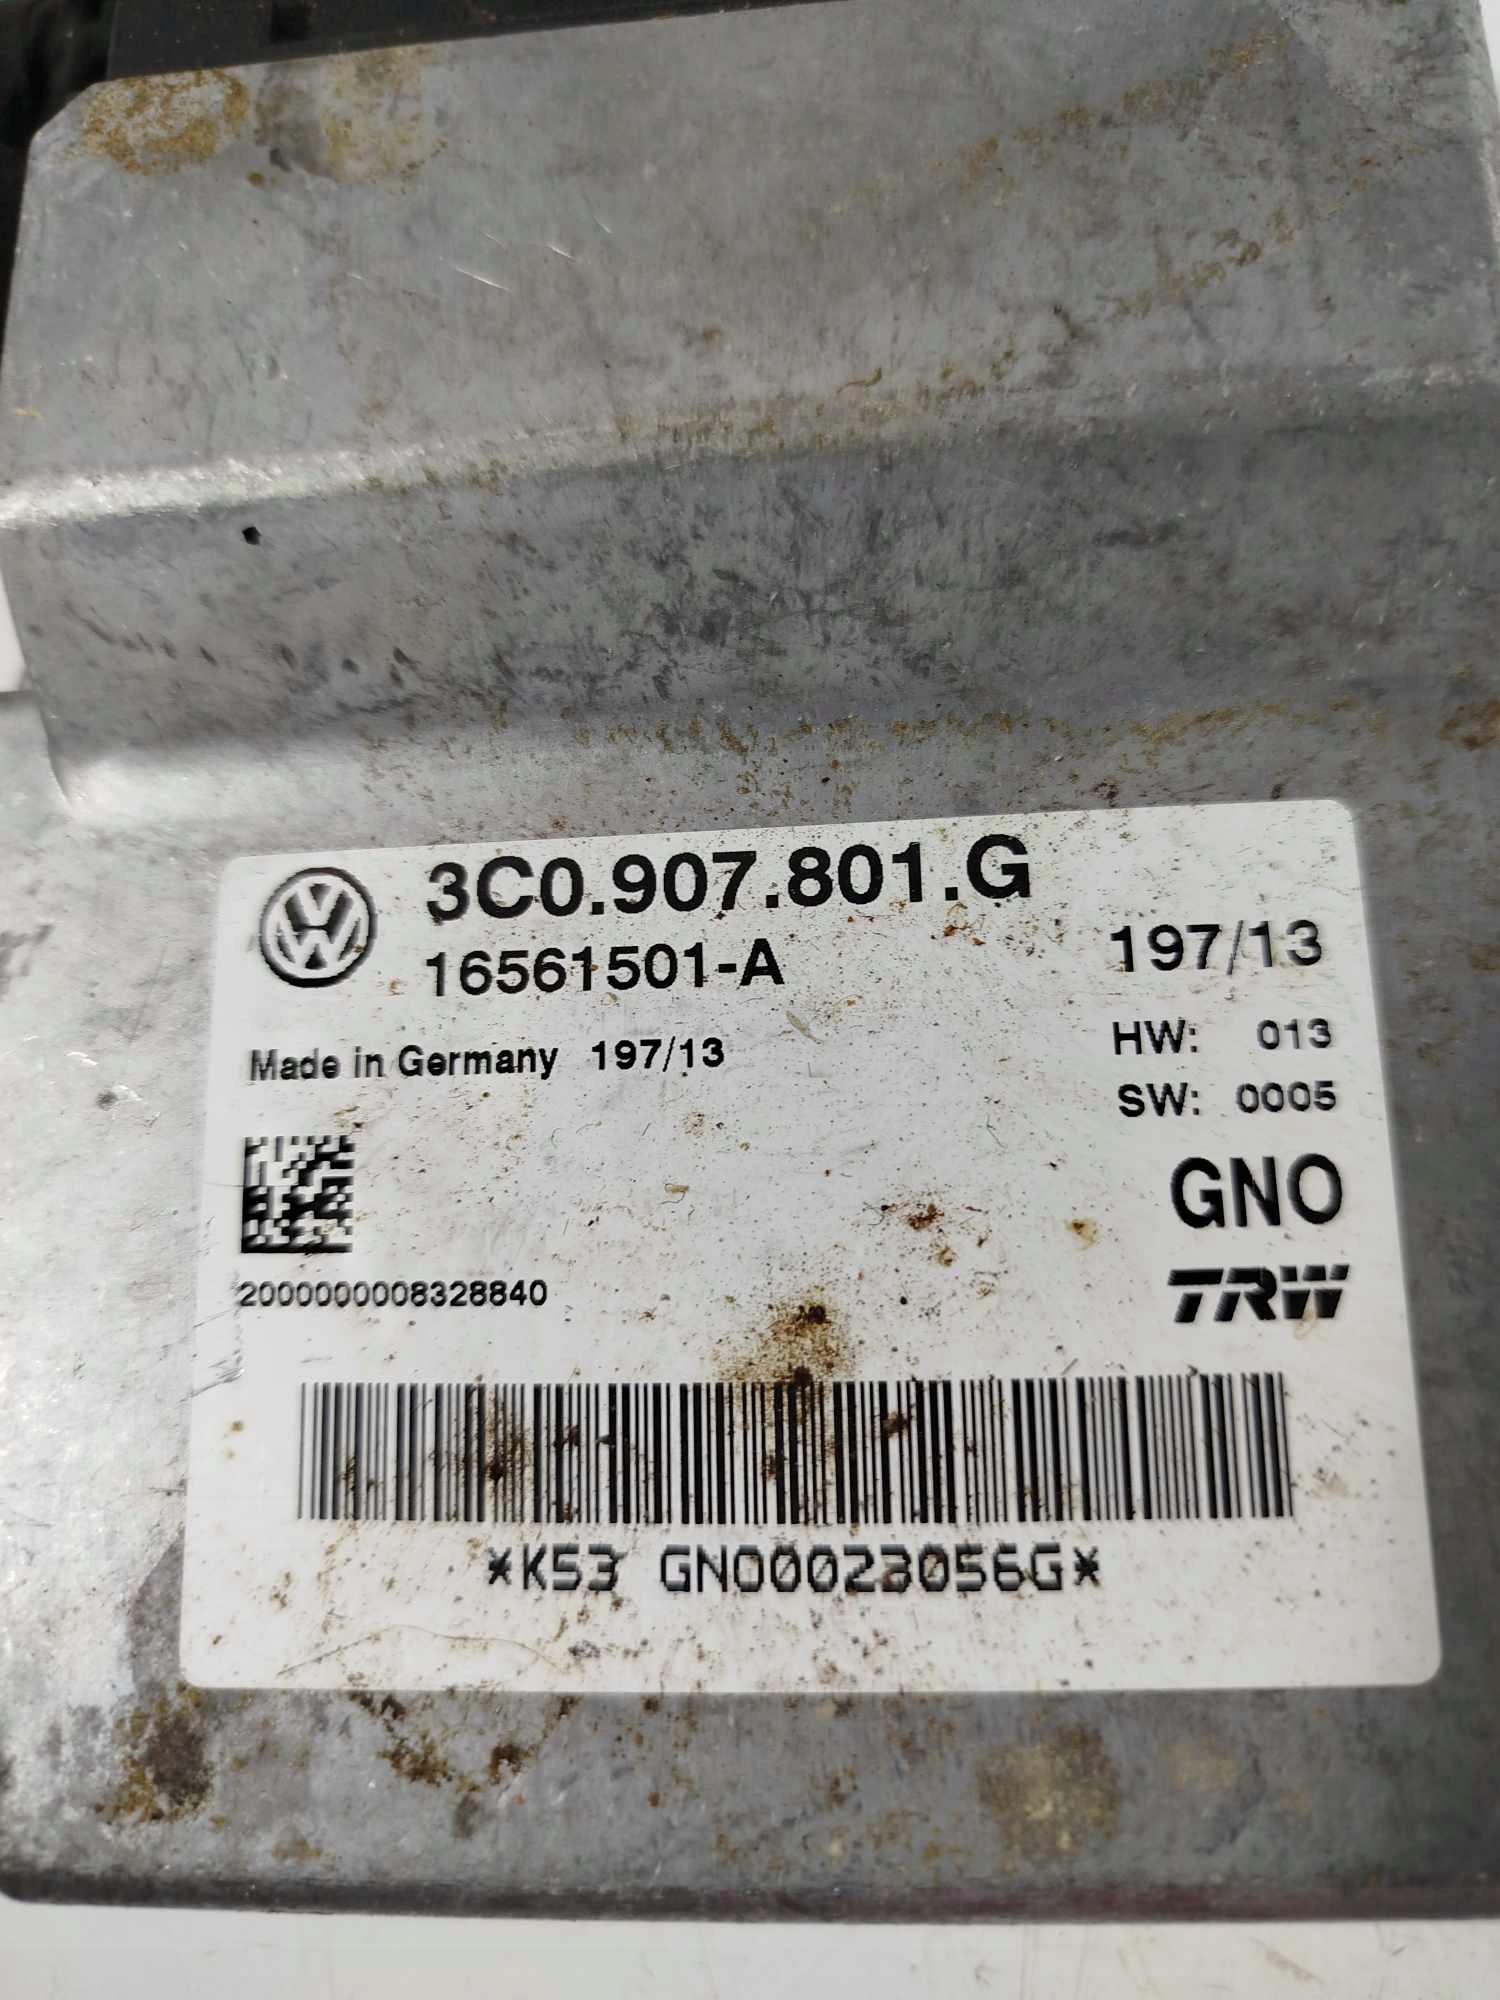 3C0.907.801.G
16561501-A
197/13
Made in Germany 197/13
HW: 013
SW: 0005
GNO
TRW
2000000008328840
*K53 GNO0023056G*